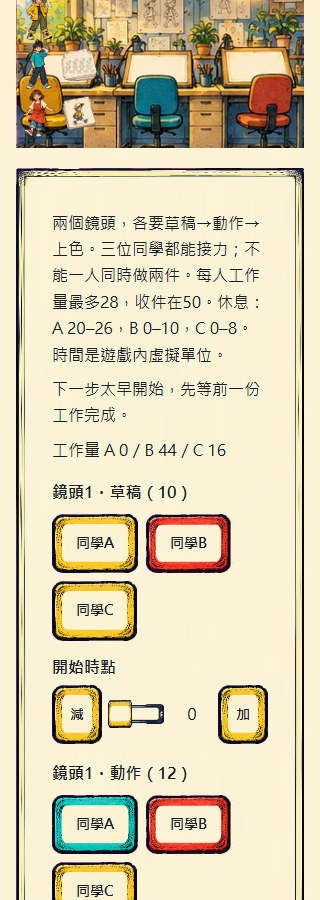 兩個鏡頭，各要草稿→動作→
上色。三位同學都能接力；不
能一人同時做兩件。每人工作
量最多28，收件在50。休息：
A 20–26，B 0–10，C 0–8。
時間是遊戲內虛擬單位。
下一步太早開始，先等前一份
工作完成。
工作量 A 0 / B 44 / C 16
鏡頭1・草稿（10）
同學A 同學B
同學C
開始時點
減 0 加
鏡頭1・動作（12）
同學A 同學B
同學C